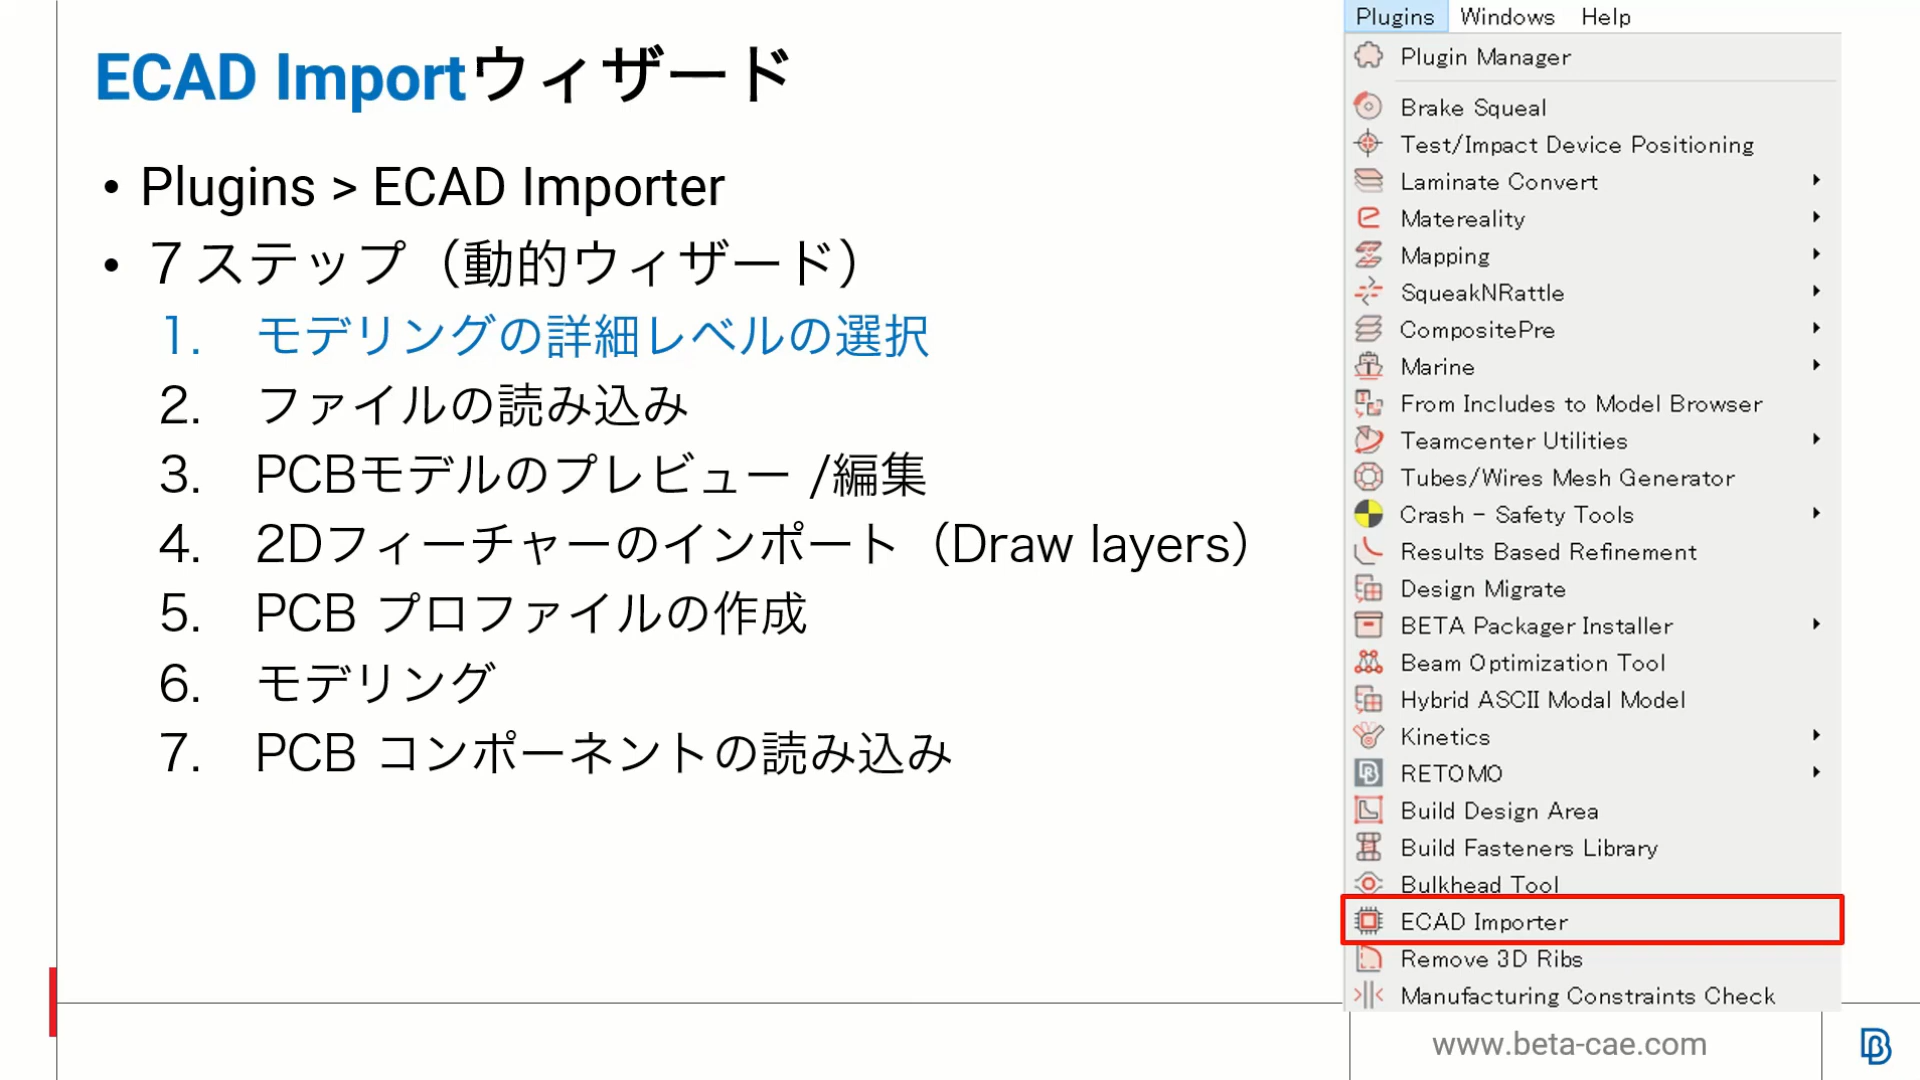 ECAD Importウィザード
• Plugins > ECAD Importer
• 7ステップ（動的ウィザード）
1. モデリングの詳細レベルの選択
2. ファイルの読み込み
3. PCBモデルのプレビュー /編集
4. 2Dフィーチャーのインポート（Draw layers）
5. PCB プロファイルの作成
6. モデリング
7. PCB コンポーネントの読み込み
Plugins Windows Help
Plugin Manager
Brake Squeal
Test/Impact Device Positioning
Laminate Convert
Matereality
Mapping
SqueakNRattle
CompositePre
Marine
From Includes to Model Browser
Teamcenter Utilities
Tubes/Wires Mesh Generator
Crash - Safety Tools
Results Based Refinement
Design Migrate
BETA Packager Installer
Beam Optimization Tool
Hybrid ASCII Modal Model
Kinetics
RETOMO
Build Design Area
Build Fasteners Library
Bulkhead Tool
ECAD Importer
Remove 3D Ribs
Manufacturing Constraints Check
www.beta-cae.com